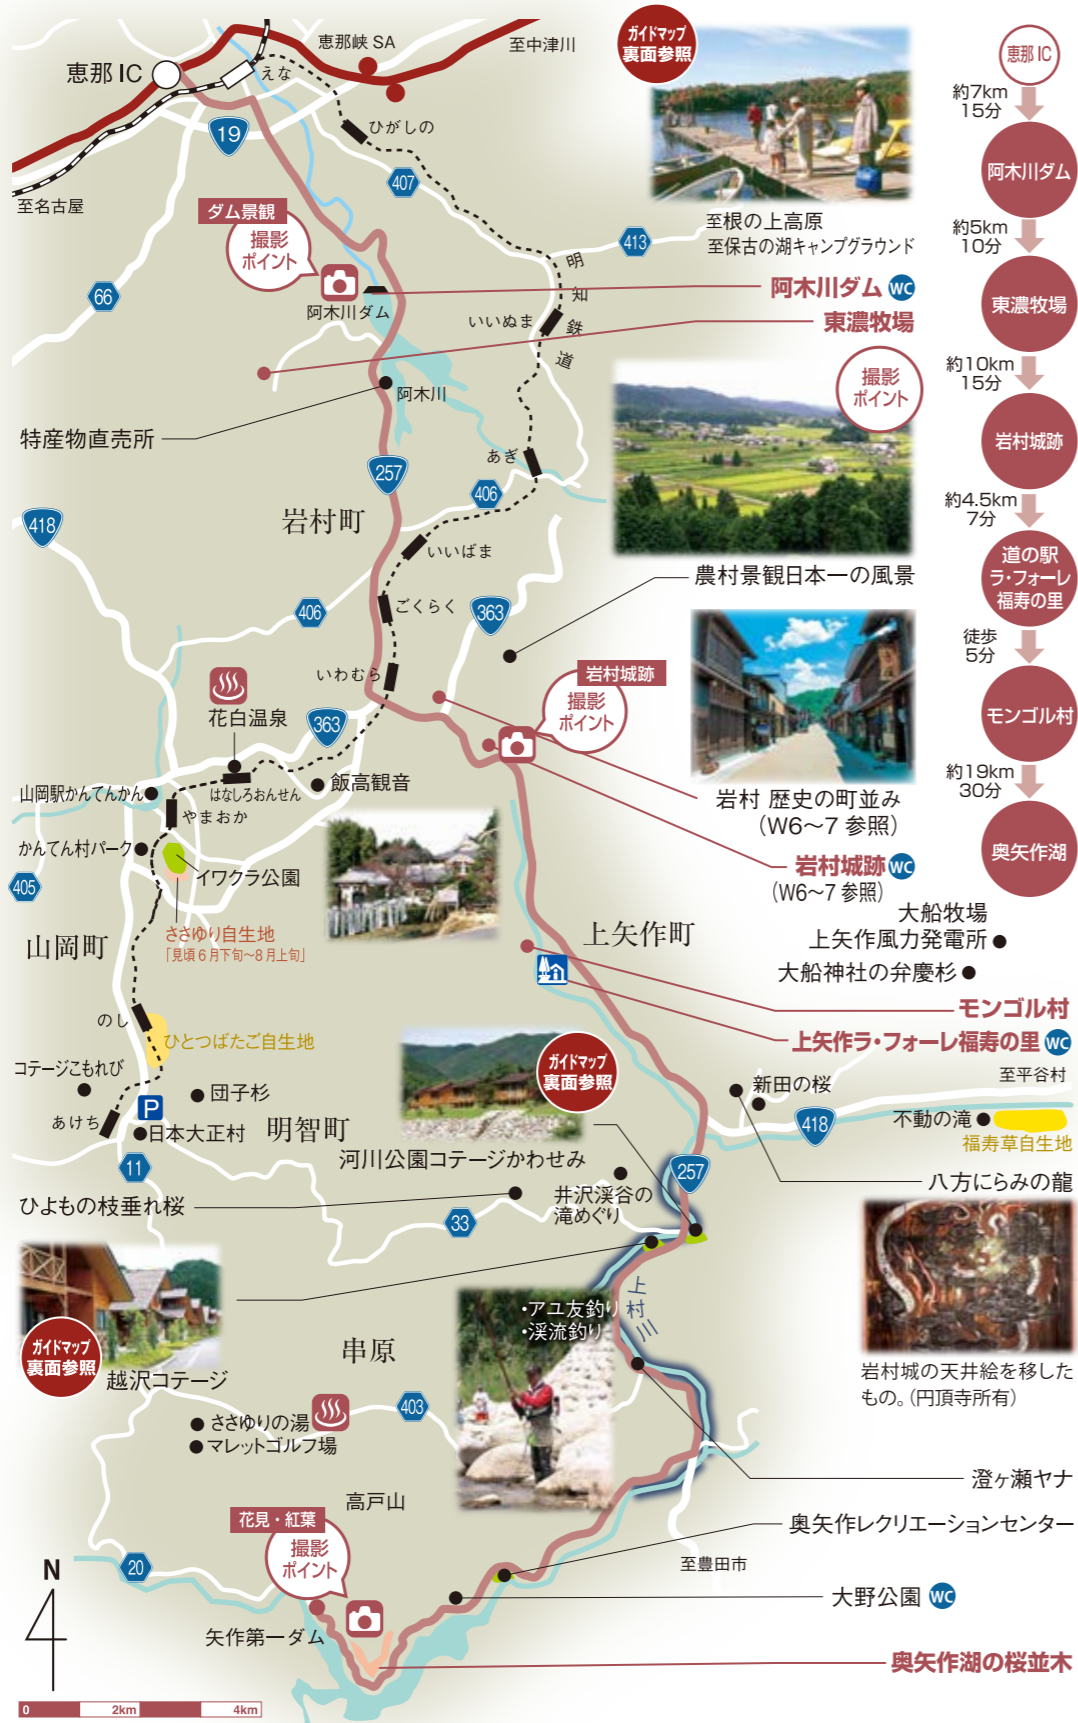 恵那峡 SA
至中津川
恵那 IC
えな
ひがしの
19
407
至名古屋
ガイドマップ
裏面参照
至根の上高原
至保古の湖キャンプグラウンド
413
ダム景観
撮影
ポイント
66
阿木川ダム
明知鉄道
いいぬま
阿木川ダム WC
東濃牧場
阿木川
撮影
ポイント
特産物直売所
あぎ
257
406
418
岩村町
いいばま
農村景観日本一の風景
406
ごくらく
363
いわむら
岩村城跡
撮影
ポイント
花白温泉
363
山岡駅かんてんかん
はなしろおんせん
飯高観音
やまおか
岩村 歴史の町並み
(W6〜7 参照)
かんてん村パーク
イワクラ公園
405
岩村城跡 WC
(W6〜7 参照)
ささゆり自生地
「見頃 6 月下旬〜8 月上旬」
山岡町
上矢作町
大船牧場
上矢作風力発電所
大船神社の弁慶杉
モンゴル村
のし
ひとつばたご自生地
上矢作ラ・フォーレ福寿の里 WC
ガイドマップ
裏面参照
コテージこもれび
団子杉
至平谷村
新田の桜
P
あけち
日本大正村
明智町
418
不動の滝
福寿草自生地
11
河川公園コテージかわせみ
257
八方にらみの龍
ひよもの枝垂れ桜
井沢渓谷の
滝めぐり
33
上村川
・アユ友釣り
・渓流釣り
ガイドマップ
裏面参照
越沢コテージ
串原
岩村城の天井絵を移した
もの。(円頂寺所有)
ささゆりの湯
403
マレットゴルフ場
澄ヶ瀬ヤナ
高戸山
花見・紅葉
撮影
ポイント
奥矢作レクリエーションセンター
20
至豊田市
N
大野公園 WC
矢作第一ダム
奥矢作湖の桜並木
0 2km 4km
恵那 IC
約7km
15分
阿木川ダム
約5km
10分
東濃牧場
約10km
15分
岩村城跡
約4.5km
7分
道の駅
ラ・フォーレ
福寿の里
徒歩
5分
モンゴル村
約19km
30分
奥矢作湖